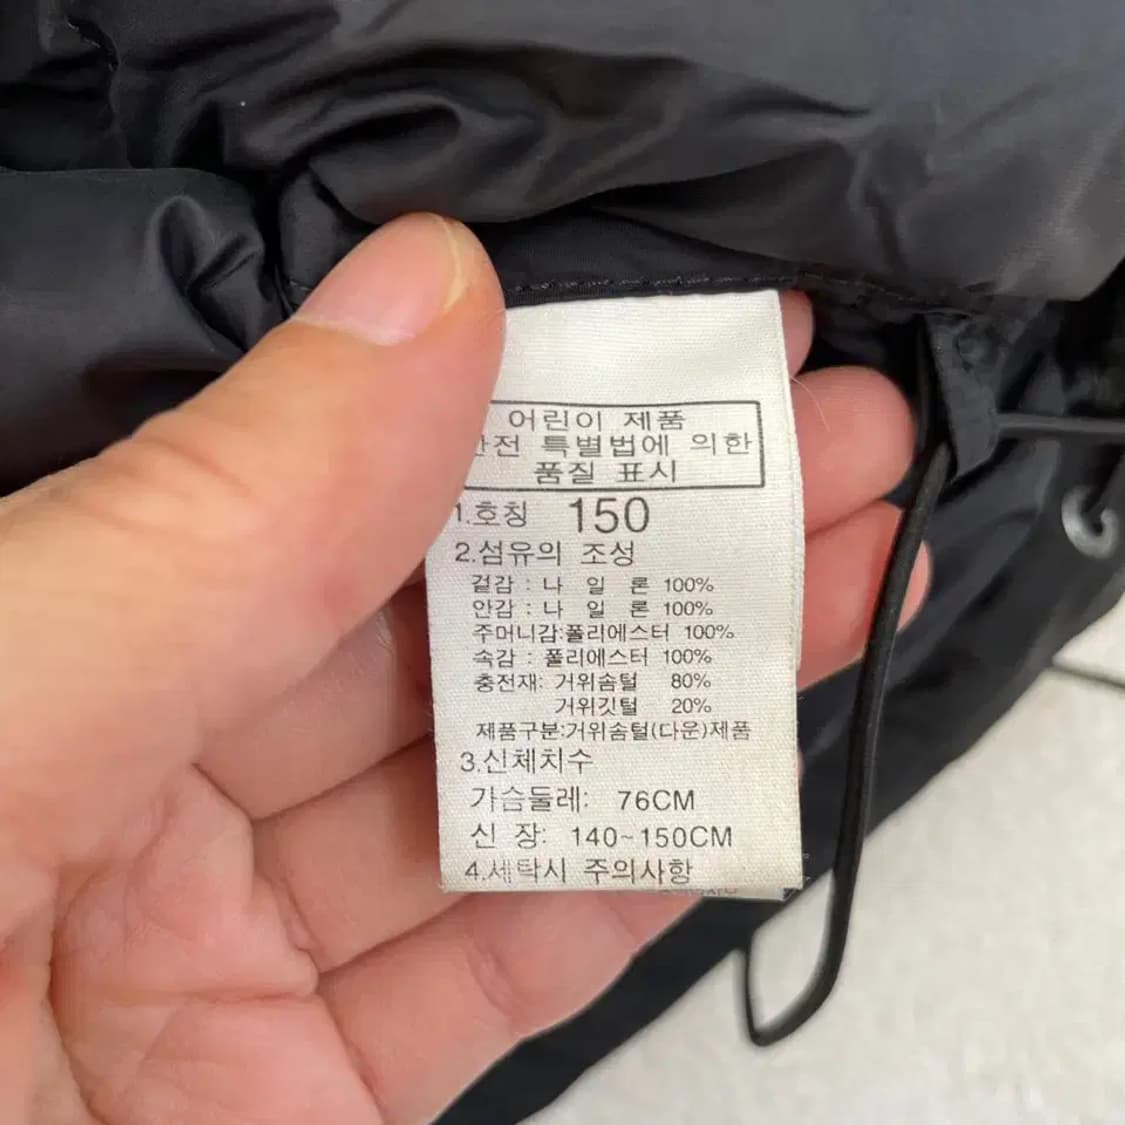 어린이 제품
안전 특별법에 의한
품질 표시
1.호칭 150
2.섬유의 조성
겉감 : 나 일 론 100%
안감 : 나 일 론 100%
주머니감:폴리에스터 100%
속감 : 폴리에스터 100%
충전재: 거위솜털 80%
거위깃털 20%
제품구분:거위솜털(다운)제품
3.신체치수
가슴둘레: 76CM
신 장: 140~150CM
4.세탁시 주의사항